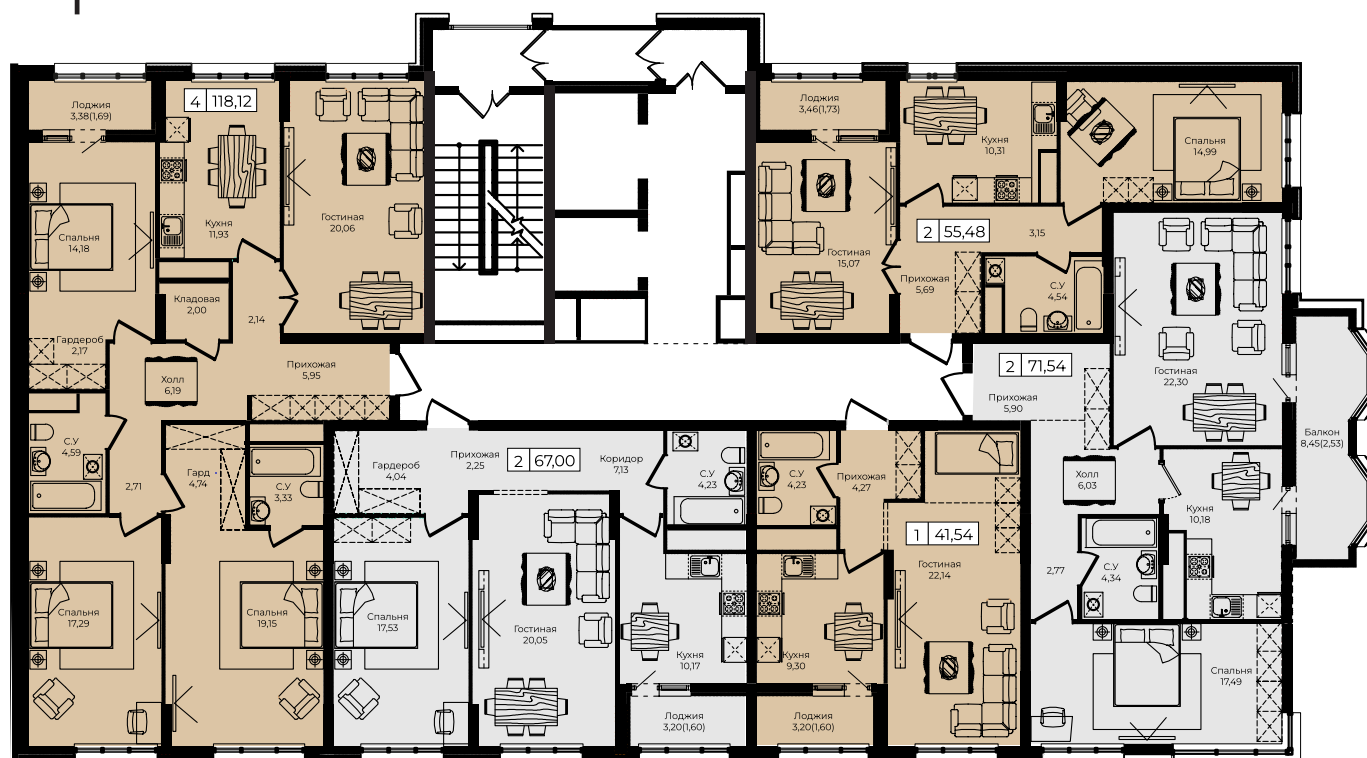 4 118,12
Лоджия
3,38(1,69)
Спальня
14,18
Кухня
11,93
Гостиная
20,06
Кладовая
2,00
2,14
Гардероб
2,17
Холл
6,19
Прихожая
5,95
С.У
4,59
2,71
Гард
4,74
С.У
3,33
Спальня
17,29
Спальня
19,15
Лоджия
3,46(1,73)
Кухня
10,31
Спальня
14,99
Гостиная
15,07
2 55,48
3,15
Прихожая
5,69
С.У
4,54
2 71,54
Прихожая
5,90
Гостиная
22,30
Балкон
8,45(2,53)
Холл
6,03
Кухня
10,18
2,77
С.У
4,34
Спальня
17,49
Гардероб
4,04
Прихожая
2,25
2 67,00
Коридор
7,13
С.У
4,23
Спальня
17,53
Гостиная
20,05
Кухня
10,17
Лоджия
3,20(1,60)
С.У
4,23
Прихожая
4,27
1 41,54
Гостиная
22,14
Кухня
9,30
Лоджия
3,20(1,60)